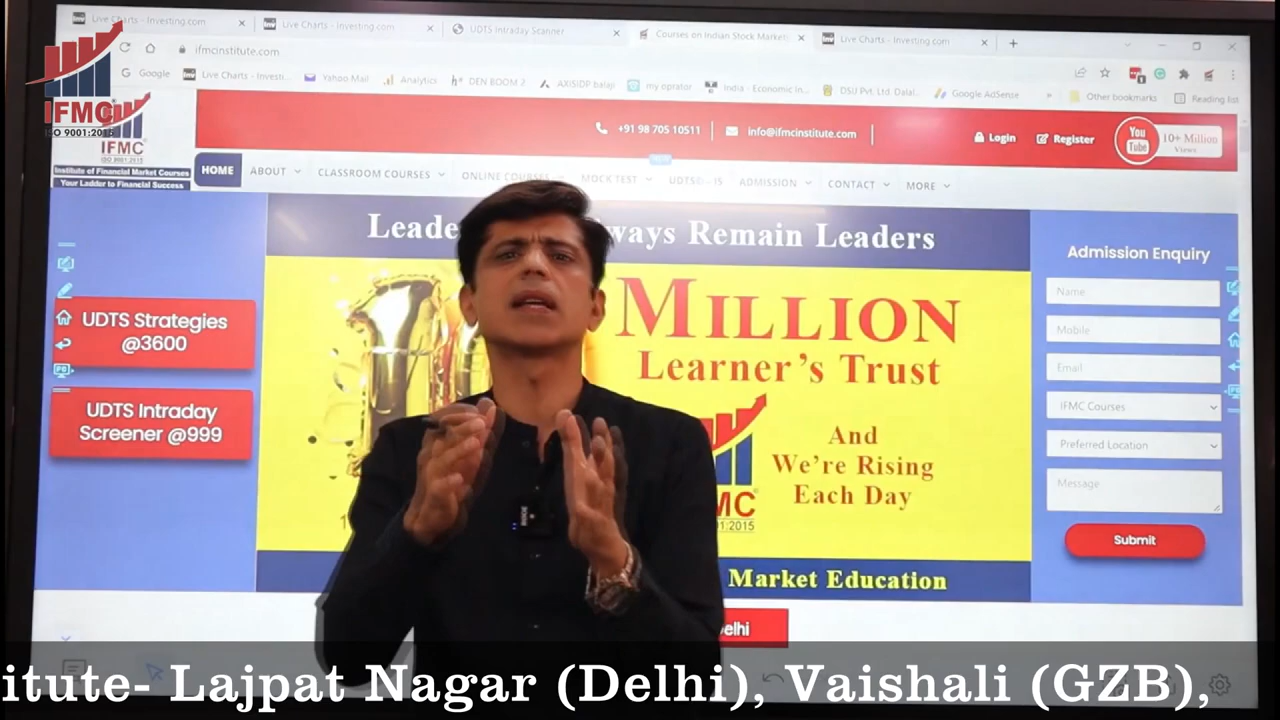 Live Charts - Investing.com
Live Charts - Investing.com
UDTS Intraday Scanner
Courses on Indian Stock Market
Live Charts - Investing.com
ifmcinstitute.com
Google
Live Charts - Investi...
Yahoo Mail
Analytics
DEN BOOM 2
AXISIDP balaji
my oprator
India - Economic In...
DSIJ Pvt. Ltd. Dalal...
Google AdSense
Other bookmarks
Reading list
IFMC
ISO 9001:2015
IFMC
ISO 9001:2015
Institute of Financial Market Courses
Your Ladder to Financial Success
+91 98 705 10511
info@ifmcinstitute.com
Login
Register
You
Tube
10+ Million
Views
HOME
ABOUT
CLASSROOM COURSES
ONLINE COURSES
MOCK TEST
ADMISSION
CONTACT
MORE
Leade
ways Remain Leaders
UDTS Strategies
@3600
UDTS Intraday
Screener @999
MILLION
Learner's Trust
And
We're Rising
Each Day
MC
Market Education
Admission Enquiry
Name
Mobile
Email
IFMC Courses
Preferred Location
Message
Submit
elhi
itute- Lajpat Nagar (Delhi), Vaishali (GZB),